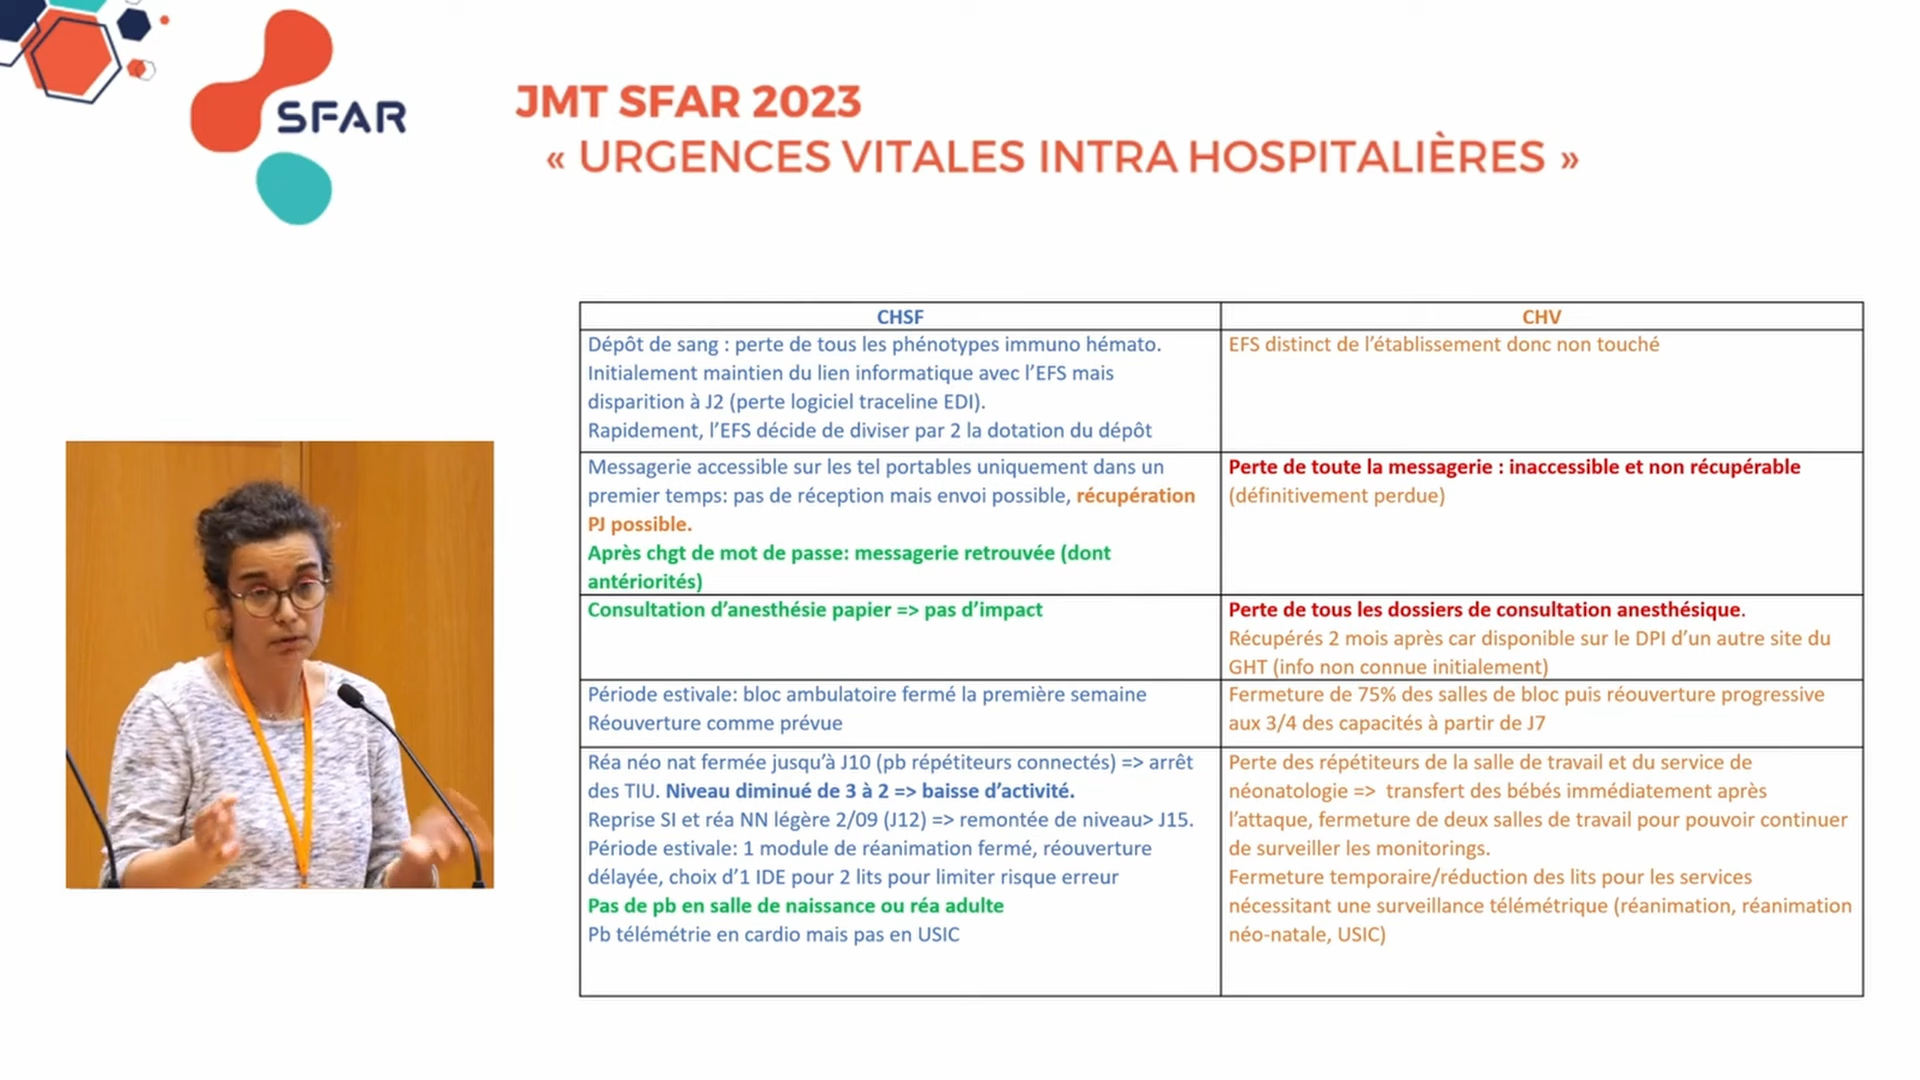 SFAR
JMT SFAR 2023
« URGENCES VITALES INTRA HOSPITALIÈRES »
CHSF
CHV
Dépôt de sang : perte de tous les phénotypes immuno hémato.
Initialement maintien du lien informatique avec l'EFS mais
disparition à J2 (perte logiciel traceline EDI).
Rapidement, l'EFS décide de diviser par 2 la dotation du dépôt
EFS distinct de l'établissement donc non touché
Messagerie accessible sur les tel portables uniquement dans un
premier temps: pas de réception mais envoi possible, récupération
PJ possible.
Après chgt de mot de passe: messagerie retrouvée (dont
antériorités)
Perte de toute la messagerie : inaccessible et non récupérable
(définitivement perdue)
Consultation d'anesthésie papier => pas d'impact
Perte de tous les dossiers de consultation anesthésique.
Récupérés 2 mois après car disponible sur le DPI d'un autre site du
GHT (info non connue initialement)
Période estivale: bloc ambulatoire fermé la première semaine
Réouverture comme prévue
Fermeture de 75% des salles de bloc puis réouverture progressive
aux 3/4 des capacités à partir de J7
Réa néo nat fermée jusqu'à J10 (pb répétiteurs connectés) => arrêt
des TIU. Niveau diminué de 3 à 2 => baisse d'activité.
Reprise SI et réa NN légère 2/09 (J12) => remontée de niveau> J15.
Période estivale: 1 module de réanimation fermé, réouverture
délayée, choix d'1 IDE pour 2 lits pour limiter risque erreur
Pas de pb en salle de naissance ou réa adulte
Pb télémétrie en cardio mais pas en USIC
Perte des répétiteurs de la salle de travail et du service de
néonatologie => transfert des bébés immédiatement après
l'attaque, fermeture de deux salles de travail pour pouvoir continuer
de surveiller les monitorings.
Fermeture temporaire/réduction des lits pour les services
nécessitant une surveillance télémétrique (réanimation, réanimation
néo-natale, USIC)